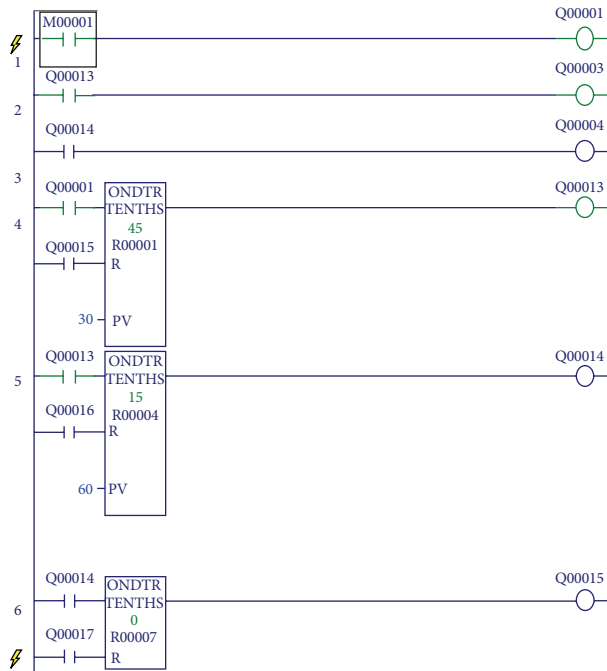 M00001
Q00001
1
Q00013
Q00003
2
Q00014
Q00004
3
Q00001
ONDTR
Q00013
TENTHS
4
45
R00001
Q00015
R
30
PV
Q00013
ONDTR
Q00014
5
TENTHS
15
R00004
Q00016
R
60
PV
Q00014
ONDTR
Q00015
TENTHS
6
0
R00007
Q00017
R